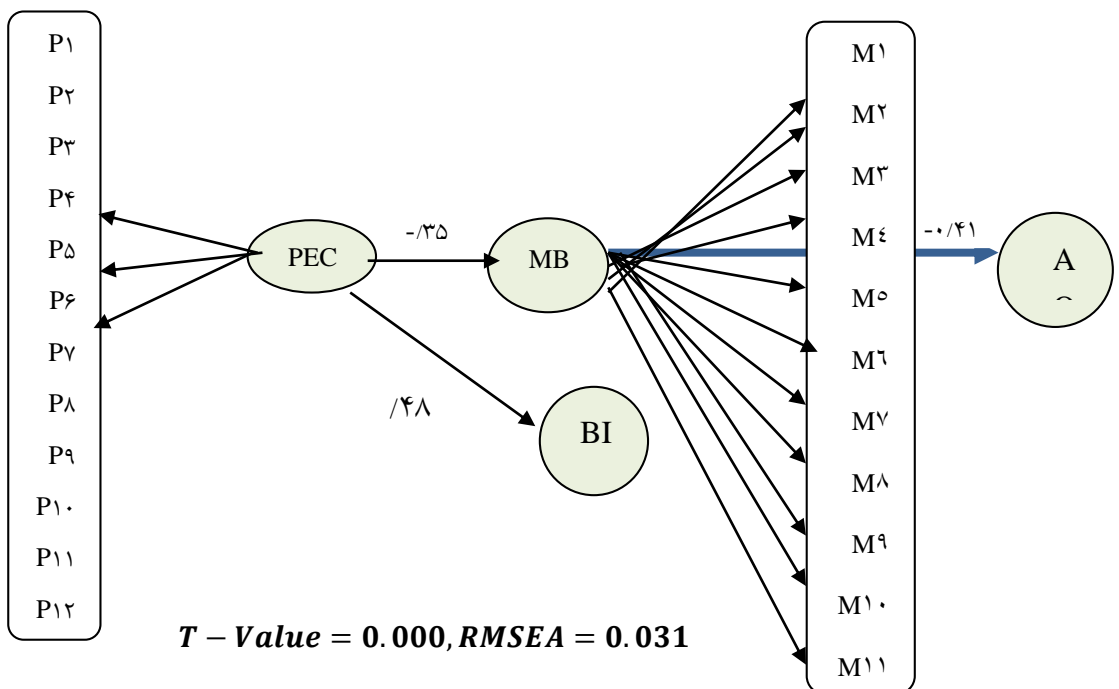 P۱
P۲
P۳
P۴
P۵
P۶
P۷
P۸
P۹
P۱۰
P۱۱
P۱۲
PEC
-/۳۵
MB
/۴۸
BI
M۱
M۲
M۳
M٤
M۵
M٦
M۷
M۸
M۹
M۱۰
M۱۱
-۰/۴۱
A
T − Value = 0.000, RMSEA = 0.031